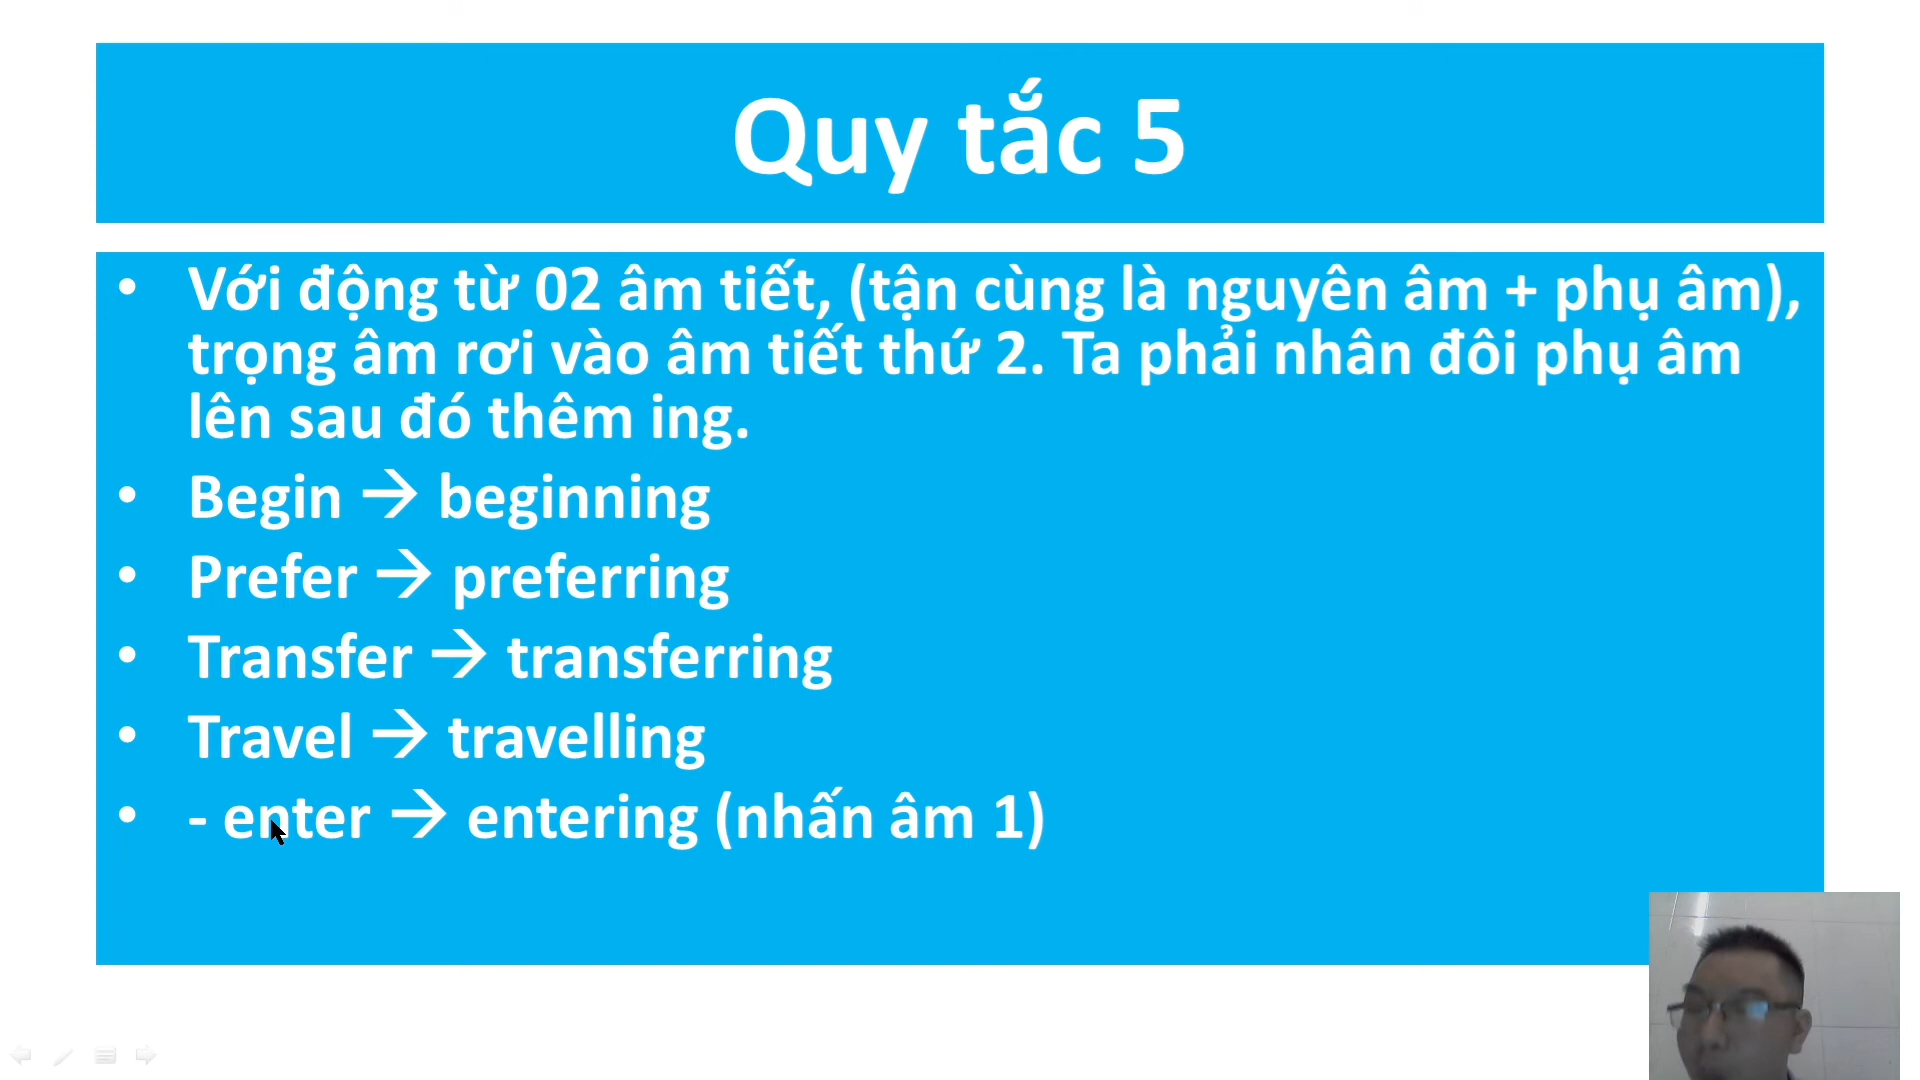 Quy tắc 5
• Với động từ 02 âm tiết, (tận cùng là nguyên âm + phụ âm),
trọng âm rơi vào âm tiết thứ 2. Ta phải nhân đôi phụ âm
lên sau đó thêm ing.
• Begin → beginning
• Prefer → preferring
• Transfer → transferring
• Travel → travelling
• - enter → entering (nhấn âm 1)